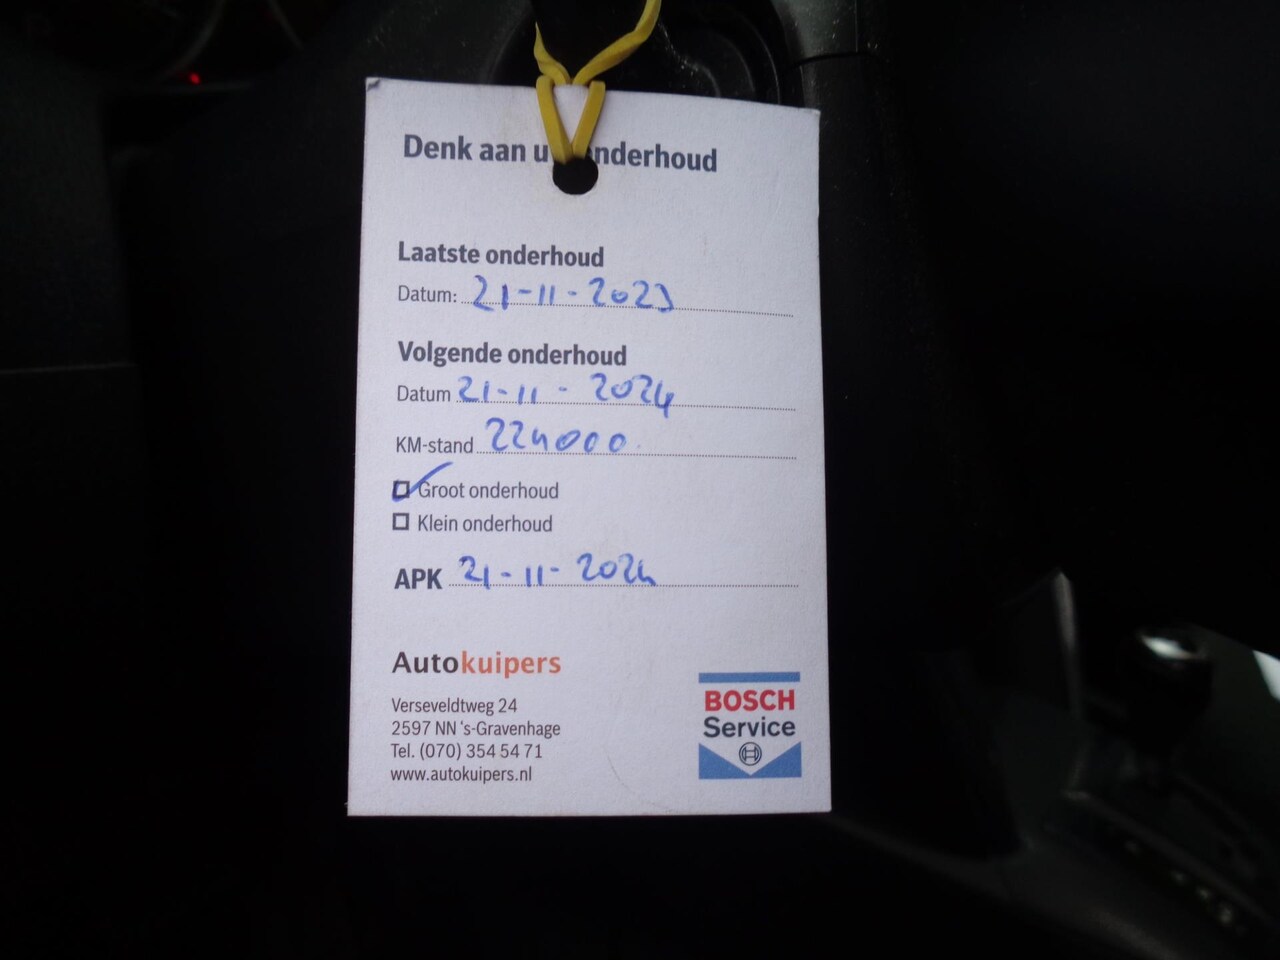 Denk aan u onderhoud
Laatste onderhoud
Datum: 21-11-2023
Volgende onderhoud
Datum 21-11-2024
KM-stand 224000
Groot onderhoud
Klein onderhoud
APK 21-11-2024
Autokuipers
Verseveldtweg 24
2597 NN 's-Gravenhage
Tel. (070) 354 54 71
www.autokuipers.nl
BOSCH
Service